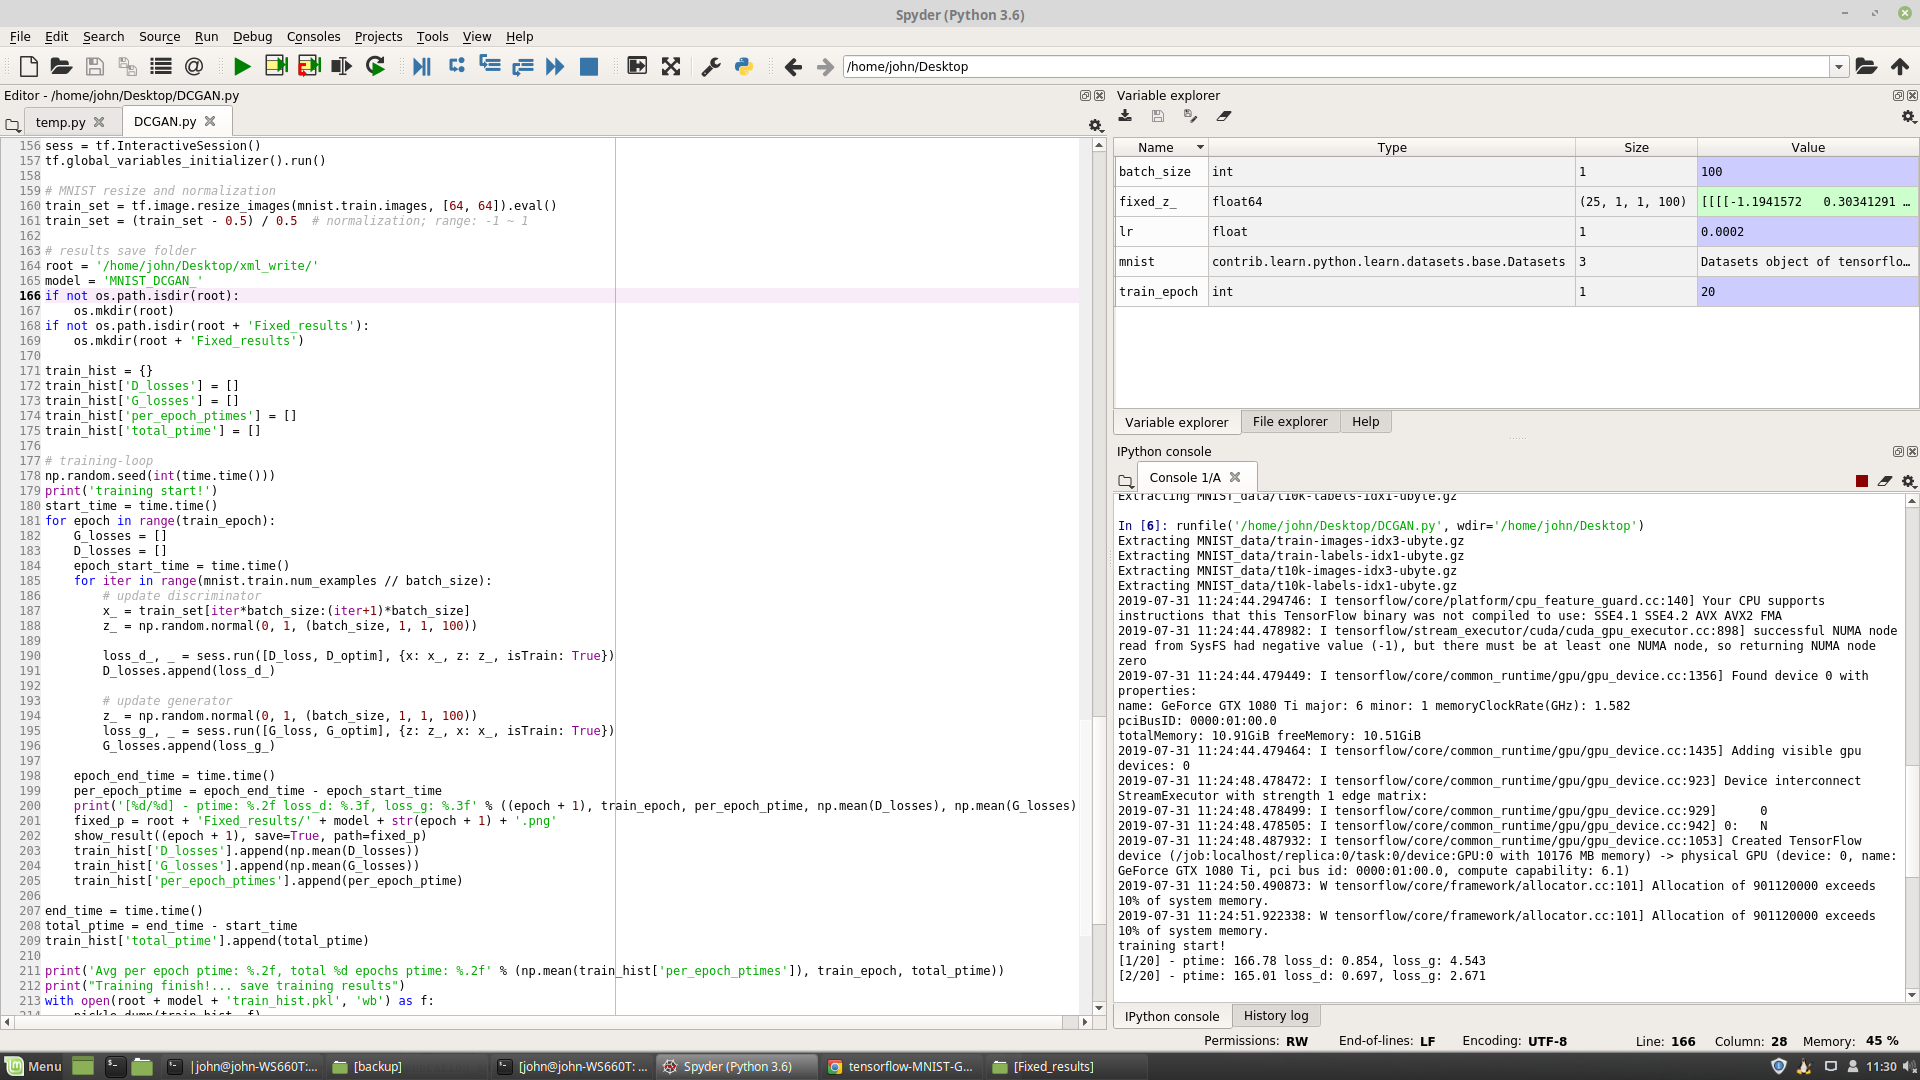 Spyder (Python 3.6)
File Edit Search Source Run Debug Consoles Projects Tools View Help
/home/john/Desktop
Editor - /home/john/Desktop/DCGAN.py
temp.py
DCGAN.py
156 sess = tf.InteractiveSession()
157 tf.global_variables_initializer().run()
158
159 # MNIST resize and normalization
160 train_set = tf.image.resize_images(mnist.train.images, [64, 64]).eval()
161 train_set = (train_set - 0.5) / 0.5  # normalization; range: -1 ~ 1
162
163 # results save folder
164 root = '/home/john/Desktop/xml_write/'
165 model = 'MNIST_DCGAN_'
166 if not os.path.isdir(root):
167     os.mkdir(root)
168 if not os.path.isdir(root + 'Fixed_results'):
169     os.mkdir(root + 'Fixed_results')
170
171 train_hist = {}
172 train_hist['D_losses'] = []
173 train_hist['G_losses'] = []
174 train_hist['per_epoch_ptimes'] = []
175 train_hist['total_ptime'] = []
176
177 # training-loop
178 np.random.seed(int(time.time()))
179 print('training start!')
180 start_time = time.time()
181 for epoch in range(train_epoch):
182     G_losses = []
183     D_losses = []
184     epoch_start_time = time.time()
185     for iter in range(mnist.train.num_examples // batch_size):
186         # update discriminator
187         x_ = train_set[iter*batch_size:(iter+1)*batch_size]
188         z_ = np.random.normal(0, 1, (batch_size, 1, 1, 100))
189
190         loss_d_, _ = sess.run([D_loss, D_optim], {x: x_, z: z_, isTrain: True})
191         D_losses.append(loss_d_)
192
193         # update generator
194         z_ = np.random.normal(0, 1, (batch_size, 1, 1, 100))
195         loss_g_, _ = sess.run([G_loss, G_optim], {z: z_, x: x_, isTrain: True})
196         G_losses.append(loss_g_)
197
198     epoch_end_time = time.time()
199     per_epoch_ptime = epoch_end_time - epoch_start_time
200     print('[%d/%d] - ptime: %.2f loss_d: %.3f, loss_g: %.3f' % ((epoch + 1), train_epoch, per_epoch_ptime, np.mean(D_losses), np.mean(G_losses)
201     fixed_p = root + 'Fixed_results/' + model + str(epoch + 1) + '.png'
202     show_result((epoch + 1), save=True, path=fixed_p)
203     train_hist['D_losses'].append(np.mean(D_losses))
204     train_hist['G_losses'].append(np.mean(G_losses))
205     train_hist['per_epoch_ptimes'].append(per_epoch_ptime)
206
207 end_time = time.time()
208 total_ptime = end_time - start_time
209 train_hist['total_ptime'].append(total_ptime)
210
211 print('Avg per epoch ptime: %.2f, total %d epochs ptime: %.2f' % (np.mean(train_hist['per_epoch_ptimes']), train_epoch, total_ptime))
212 print("Training finish!... save training results")
213 with open(root + model + 'train_hist.pkl', 'wb') as f:
214     pickle.dump(train_hist, f)
Variable explorer
Name Type Size Value
batch_size int 1 100
fixed_z_ float64 (25, 1, 1, 100) [[[[-1.1941572   0.30341291 …
lr float 1 0.0002
mnist contrib.learn.python.learn.datasets.base.Datasets 3 Datasets object of tensorflo…
train_epoch int 1 20
Variable explorer File explorer Help
IPython console
Console 1/A
Extracting MNIST_data/t10k-labels-idx1-ubyte.gz
In [6]: runfile('/home/john/Desktop/DCGAN.py', wdir='/home/john/Desktop')
Extracting MNIST_data/train-images-idx3-ubyte.gz
Extracting MNIST_data/train-labels-idx1-ubyte.gz
Extracting MNIST_data/t10k-images-idx3-ubyte.gz
Extracting MNIST_data/t10k-labels-idx1-ubyte.gz
2019-07-31 11:24:44.294746: I tensorflow/core/platform/cpu_feature_guard.cc:140] Your CPU supports
instructions that this TensorFlow binary was not compiled to use: SSE4.1 SSE4.2 AVX AVX2 FMA
2019-07-31 11:24:44.478982: I tensorflow/stream_executor/cuda/cuda_gpu_executor.cc:898] successful NUMA node
read from SysFS had negative value (-1), but there must be at least one NUMA node, so returning NUMA node
zero
2019-07-31 11:24:44.479449: I tensorflow/core/common_runtime/gpu/gpu_device.cc:1356] Found device 0 with
properties:
name: GeForce GTX 1080 Ti major: 6 minor: 1 memoryClockRate(GHz): 1.582
pciBusID: 0000:01:00.0
totalMemory: 10.91GiB freeMemory: 10.51GiB
2019-07-31 11:24:44.479464: I tensorflow/core/common_runtime/gpu/gpu_device.cc:1435] Adding visible gpu
devices: 0
2019-07-31 11:24:48.478472: I tensorflow/core/common_runtime/gpu/gpu_device.cc:923] Device interconnect
StreamExecutor with strength 1 edge matrix:
2019-07-31 11:24:48.478499: I tensorflow/core/common_runtime/gpu/gpu_device.cc:929]      0
2019-07-31 11:24:48.478505: I tensorflow/core/common_runtime/gpu/gpu_device.cc:942] 0:   N
2019-07-31 11:24:48.487932: I tensorflow/core/common_runtime/gpu/gpu_device.cc:1053] Created TensorFlow
device (/job:localhost/replica:0/task:0/device:GPU:0 with 10176 MB memory) -> physical GPU (device: 0, name:
GeForce GTX 1080 Ti, pci bus id: 0000:01:00.0, compute capability: 6.1)
2019-07-31 11:24:50.490873: W tensorflow/core/framework/allocator.cc:101] Allocation of 901120000 exceeds
10% of system memory.
2019-07-31 11:24:51.922338: W tensorflow/core/framework/allocator.cc:101] Allocation of 901120000 exceeds
10% of system memory.
training start!
[1/20] - ptime: 166.78 loss_d: 0.854, loss_g: 4.543
[2/20] - ptime: 165.01 loss_d: 0.697, loss_g: 2.671
IPython console History log
Permissions: RW End-of-lines: LF Encoding: UTF-8 Line: 166 Column: 28 Memory: 45 %
Menu |john@john-WS660T:... [backup] [john@john-WS660T: ... Spyder (Python 3.6) tensorflow-MNIST-G... [Fixed_results] 11:30